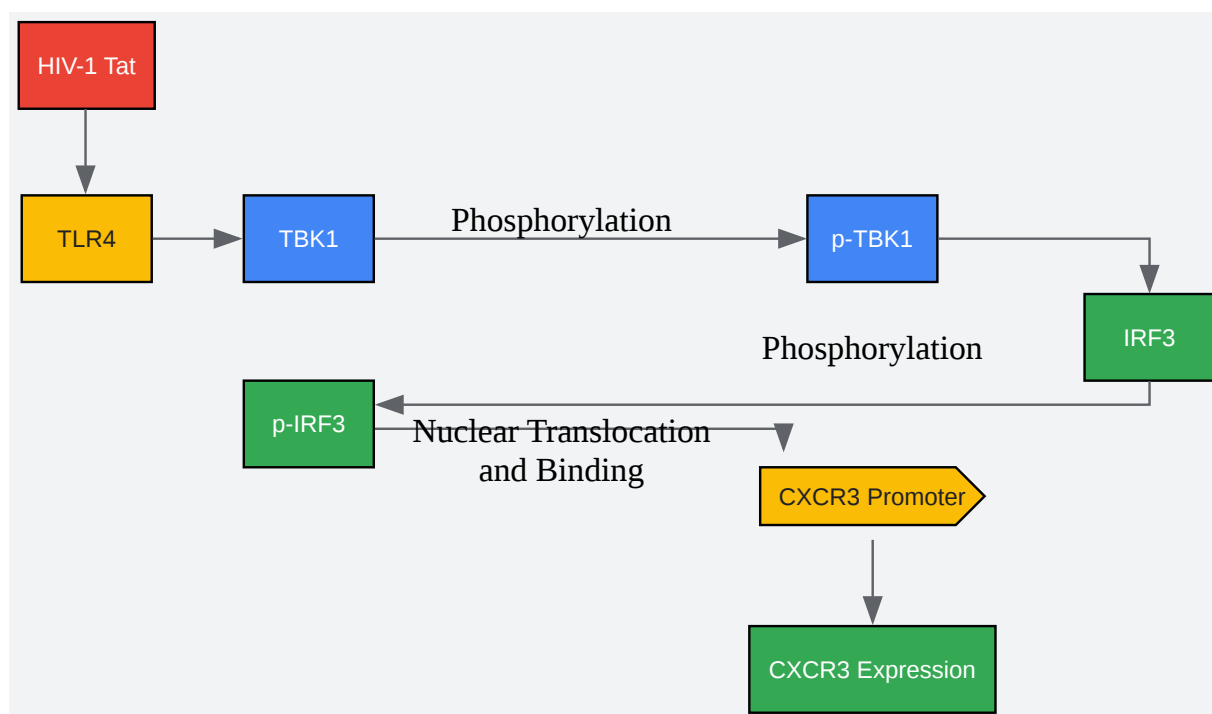 HIV-1 Tat
TLR4
TBK1
Phosphorylation
p-TBK1
IRF3
Phosphorylation
p-IRF3
Nuclear Translocation
and Binding
CXCR3 Promoter
CXCR3 Expression